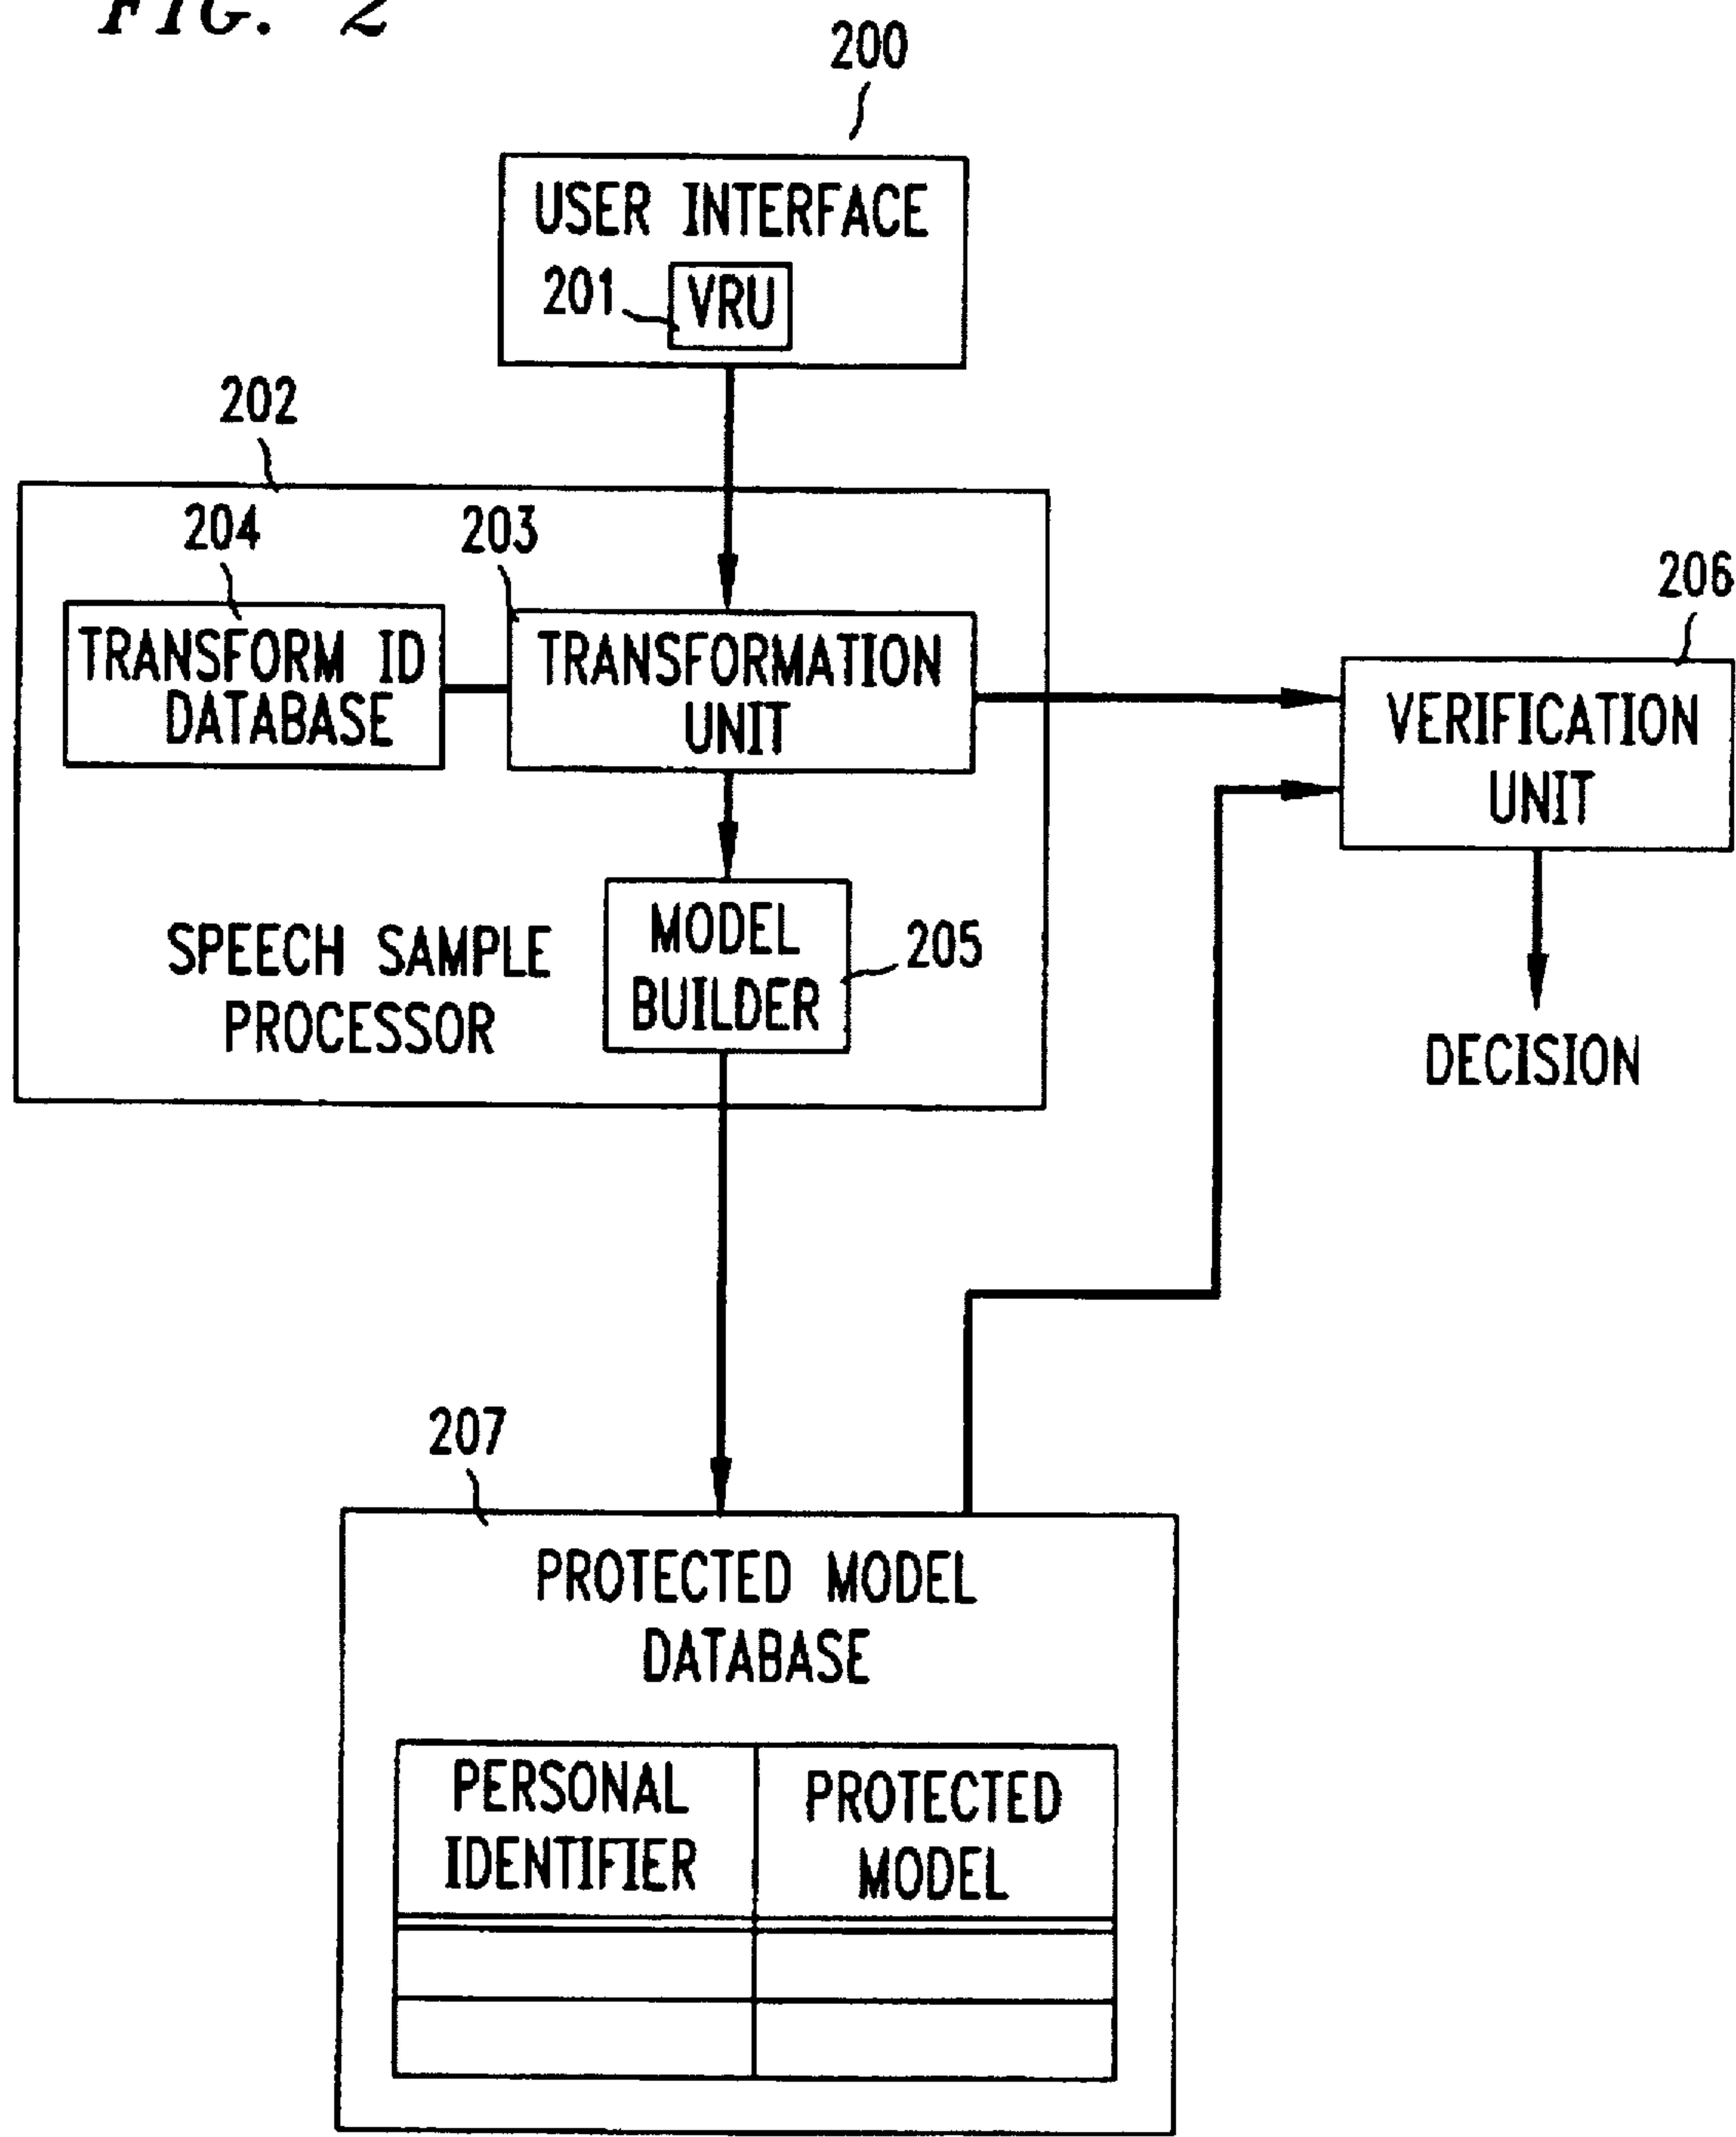 FIG. 2
200
USER INTERFACE
201
VRU
202
204
203
206
TRANSFORM ID
DATABASE
TRANSFORMATION
UNIT
VERIFICATION
UNIT
MODEL
BUILDER
205
SPEECH SAMPLE
PROCESSOR
DECISION
207
PROTECTED MODEL
DATABASE
PERSONAL
IDENTIFIER
PROTECTED
MODEL